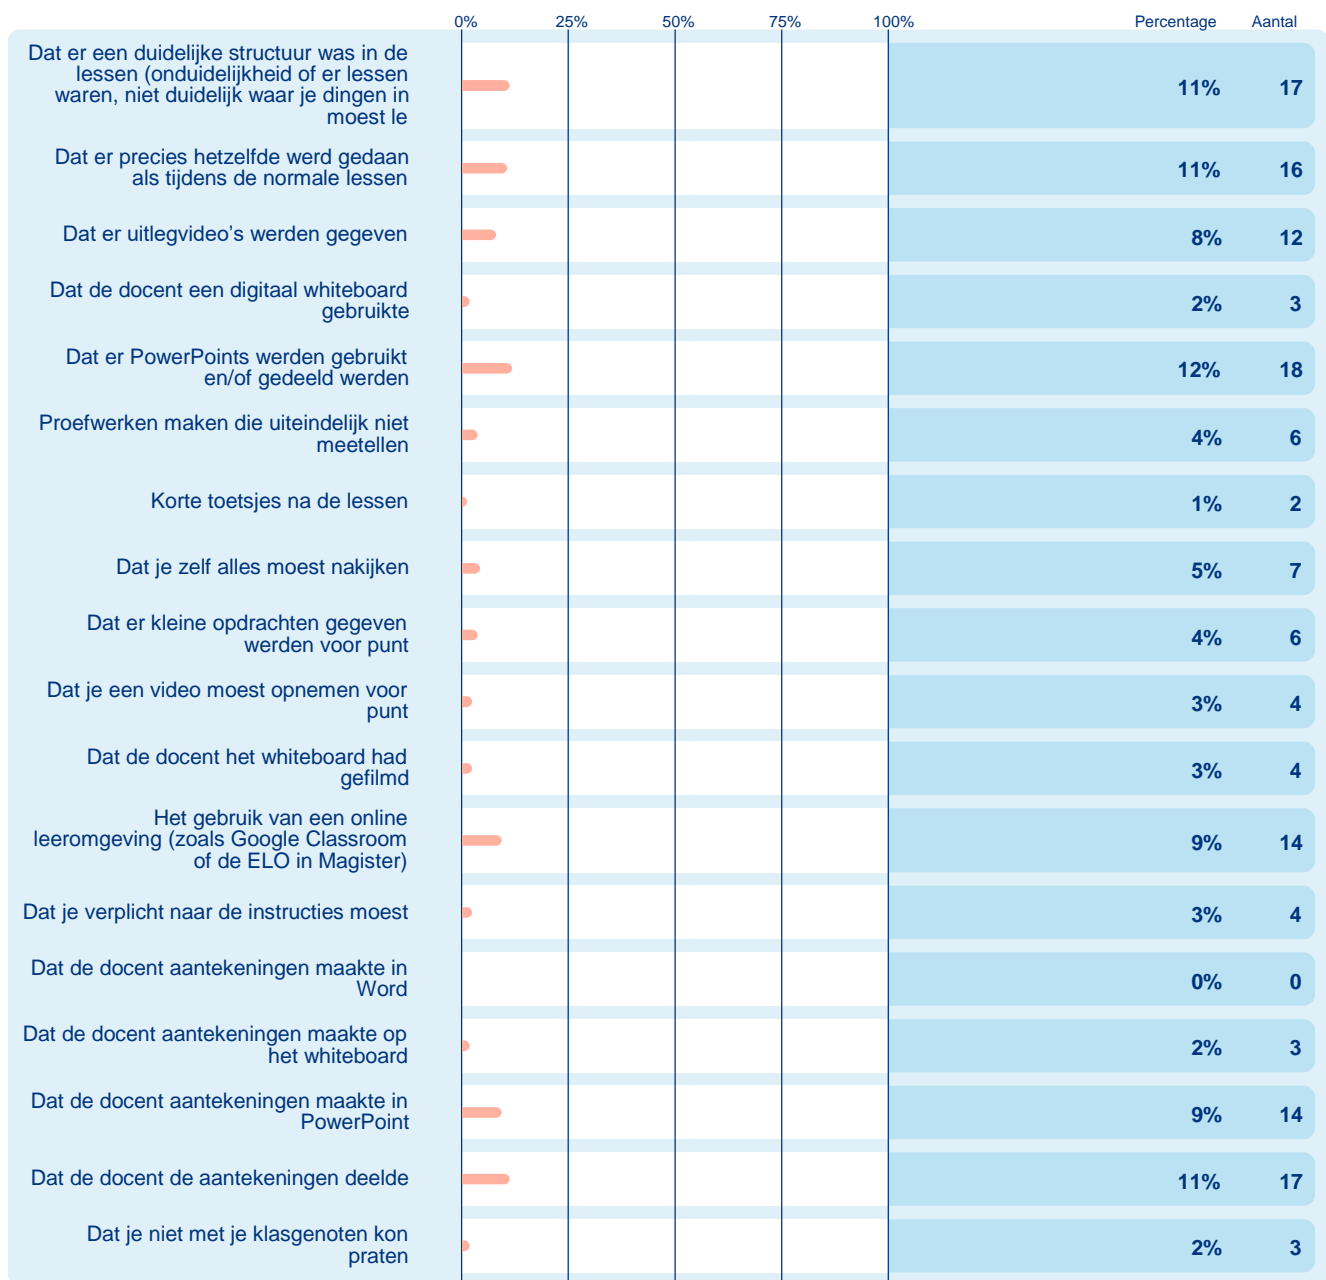 0% 25% 50% 75% 100% Percentage Aantal
Dat er een duidelijke structuur was in de
lessen (onduidelijkheid of er lessen
waren, niet duidelijk waar je dingen in
moest le
11% 17
Dat er precies hetzelfde werd gedaan
als tijdens de normale lessen
11% 16
Dat er uitlegvideo's werden gegeven
8% 12
Dat de docent een digitaal whiteboard
gebruikte
2% 3
Dat er PowerPoints werden gebruikt
en/of gedeeld werden
12% 18
Proefwerken maken die uiteindelijk niet
meetellen
4% 6
Korte toetsjes na de lessen
1% 2
Dat je zelf alles moest nakijken
5% 7
Dat er kleine opdrachten gegeven
werden voor punt
4% 6
Dat je een video moest opnemen voor
punt
3% 4
Dat de docent het whiteboard had
gefilmd
3% 4
Het gebruik van een online
leeromgeving (zoals Google Classroom
of de ELO in Magister)
9% 14
Dat je verplicht naar de instructies moest
3% 4
Dat de docent aantekeningen maakte in
Word
0% 0
Dat de docent aantekeningen maakte op
het whiteboard
2% 3
Dat de docent aantekeningen maakte in
PowerPoint
9% 14
Dat de docent de aantekeningen deelde
11% 17
Dat je niet met je klasgenoten kon
praten
2% 3